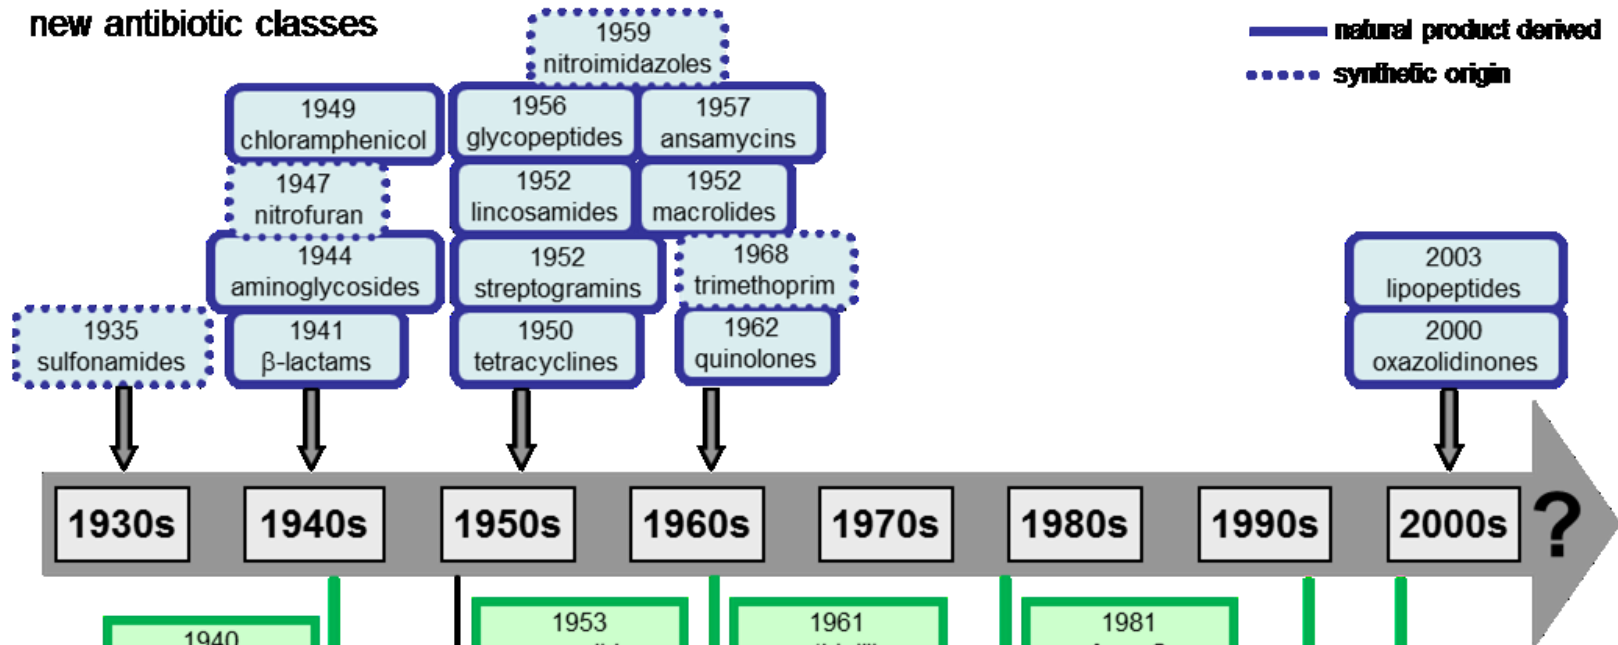 new antibiotic classes
natural product derived
synthetic origin
1959
nitroimidazoles
1949
chloramphenicol
1956
glycopeptides
1957
ansamycins
1947
nitrofuran
1952
lincosamides
1952
macrolides
1944
aminoglycosides
1952
streptogramins
1968
trimethoprim
2003
lipopeptides
1935
sulfonamides
1941
β-lactams
1950
tetracyclines
1962
quinolones
2000
oxazolidinones
1930s
1940s
1950s
1960s
1970s
1980s
1990s
2000s
?
1940
1953
1961
1981